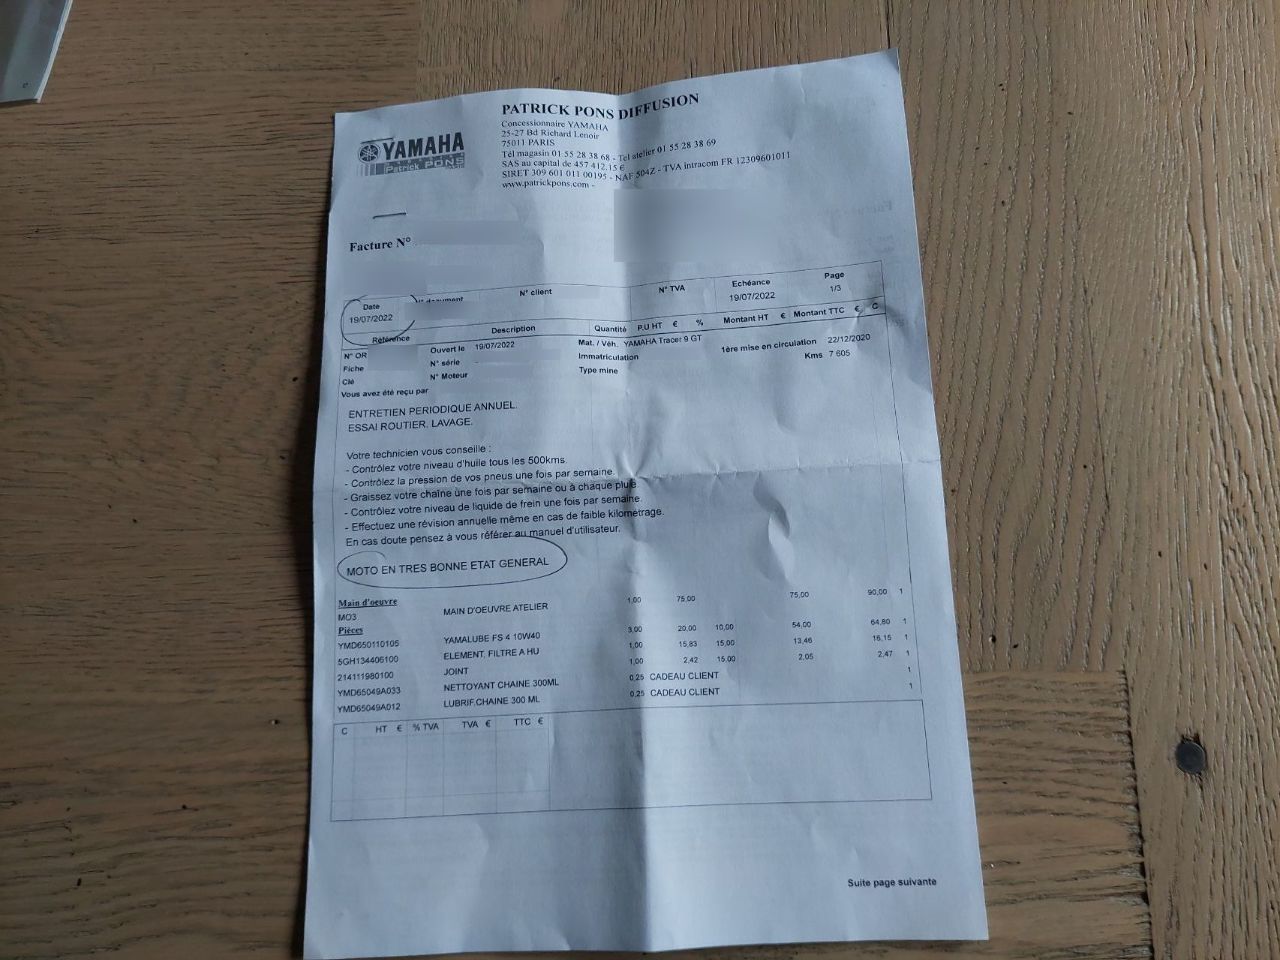 YAMAHA
Patrick PONS
PATRICK PONS DIFFUSION
Concessionnaire YAMAHA
25-27 Bd Richard Lenoir
75011 PARIS
Tél magasin 01 55 28 38 68 - Tel atelier 01 55 28 38 69
SAS au capital de 457 412,15 €
SIRET 309 601 011 00195 - NAF 504Z - TVA intracom FR 12309601011
www.patrickpons.com -
Facture N°
Date N° document N° client N° TVA Echéance Page
19/07/2022 19/07/2022 1/3
Référence Description Quantité P.U HT € % Montant HT € Montant TTC € C
N° OR Ouvert le 19/07/2022 Mat. / Véh. YAMAHA Tracer 9 GT 1ère mise en circulation 22/12/2020
Fiche N° série Immatriculation Kms 7 605
Clé N° Moteur Type mine
Vous avez été reçu par
ENTRETIEN PERIODIQUE ANNUEL.
ESSAI ROUTIER. LAVAGE.
Votre technicien vous conseille :
- Contrôlez votre niveau d'huile tous les 500kms.
- Contrôlez la pression de vos pneus une fois par semaine.
- Graissez votre chaîne une fois par semaine ou à chaque pluie.
- Contrôlez votre niveau de liquide de frein une fois par semaine.
- Effectuez une révision annuelle même en cas de faible kilométrage.
En cas doute pensez à vous référer au manuel d'utilisateur.
MOTO EN TRES BONNE ETAT GENERAL
Main d'oeuvre
MO3 MAIN D'OEUVRE ATELIER 1,00 75,00 75,00 90,00 1
Pièces
YMD650110105 YAMALUBE FS 4 10W40 3,00 20,00 10,00 54,00 64,80 1
5GH134406100 ELEMENT, FILTRE A HU 1,00 15,83 15,00 13,46 16,15 1
214111980100 JOINT 1,00 2,42 15,00 2,05 2,47 1
YMD65049A033 NETTOYANT CHAINE 300ML 0,25 CADEAU CLIENT 1
YMD65049A012 LUBRIF.CHAINE 300 ML 0,25 CADEAU CLIENT 1
C HT € % TVA TVA € TTC €
Suite page suivante